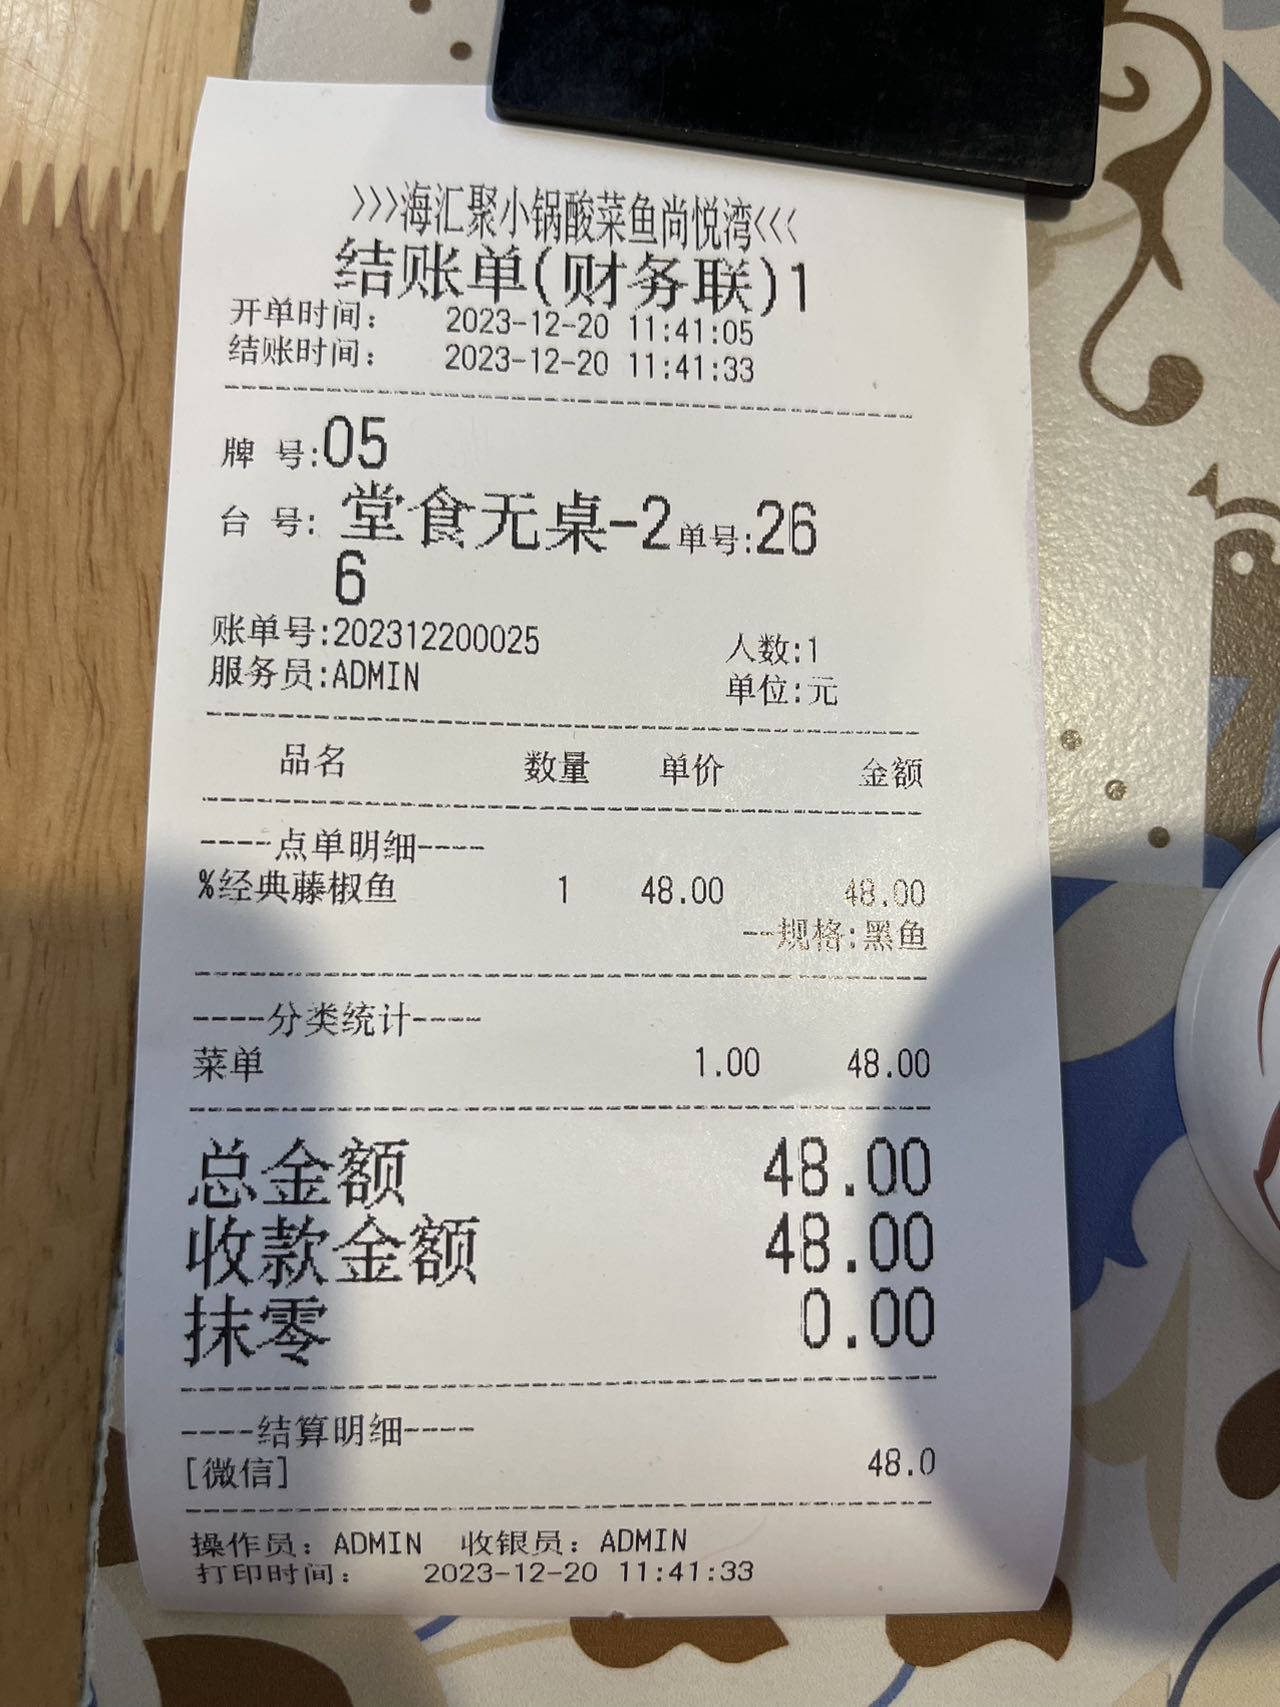 >>>海汇聚小锅酸菜鱼尚悦湾<<<
结账单(财务联)1
开单时间： 2023-12-20 11:41:05
结账时间： 2023-12-20 11:41:33
牌 号:05
台 号: 堂食无桌-2 单号:26
6
账单号:202312200025 人数:1
服务员:ADMIN 单位:元
品名 数量 单价 金额
----点单明细----
%经典藤椒鱼 1 48.00 48.00
--规格:黑鱼
----分类统计----
菜单 1.00 48.00
总金额 48.00
收款金额 48.00
抹零 0.00
----结算明细----
[微信] 48.0
操作员：ADMIN 收银员：ADMIN
打印时间： 2023-12-20 11:41:33